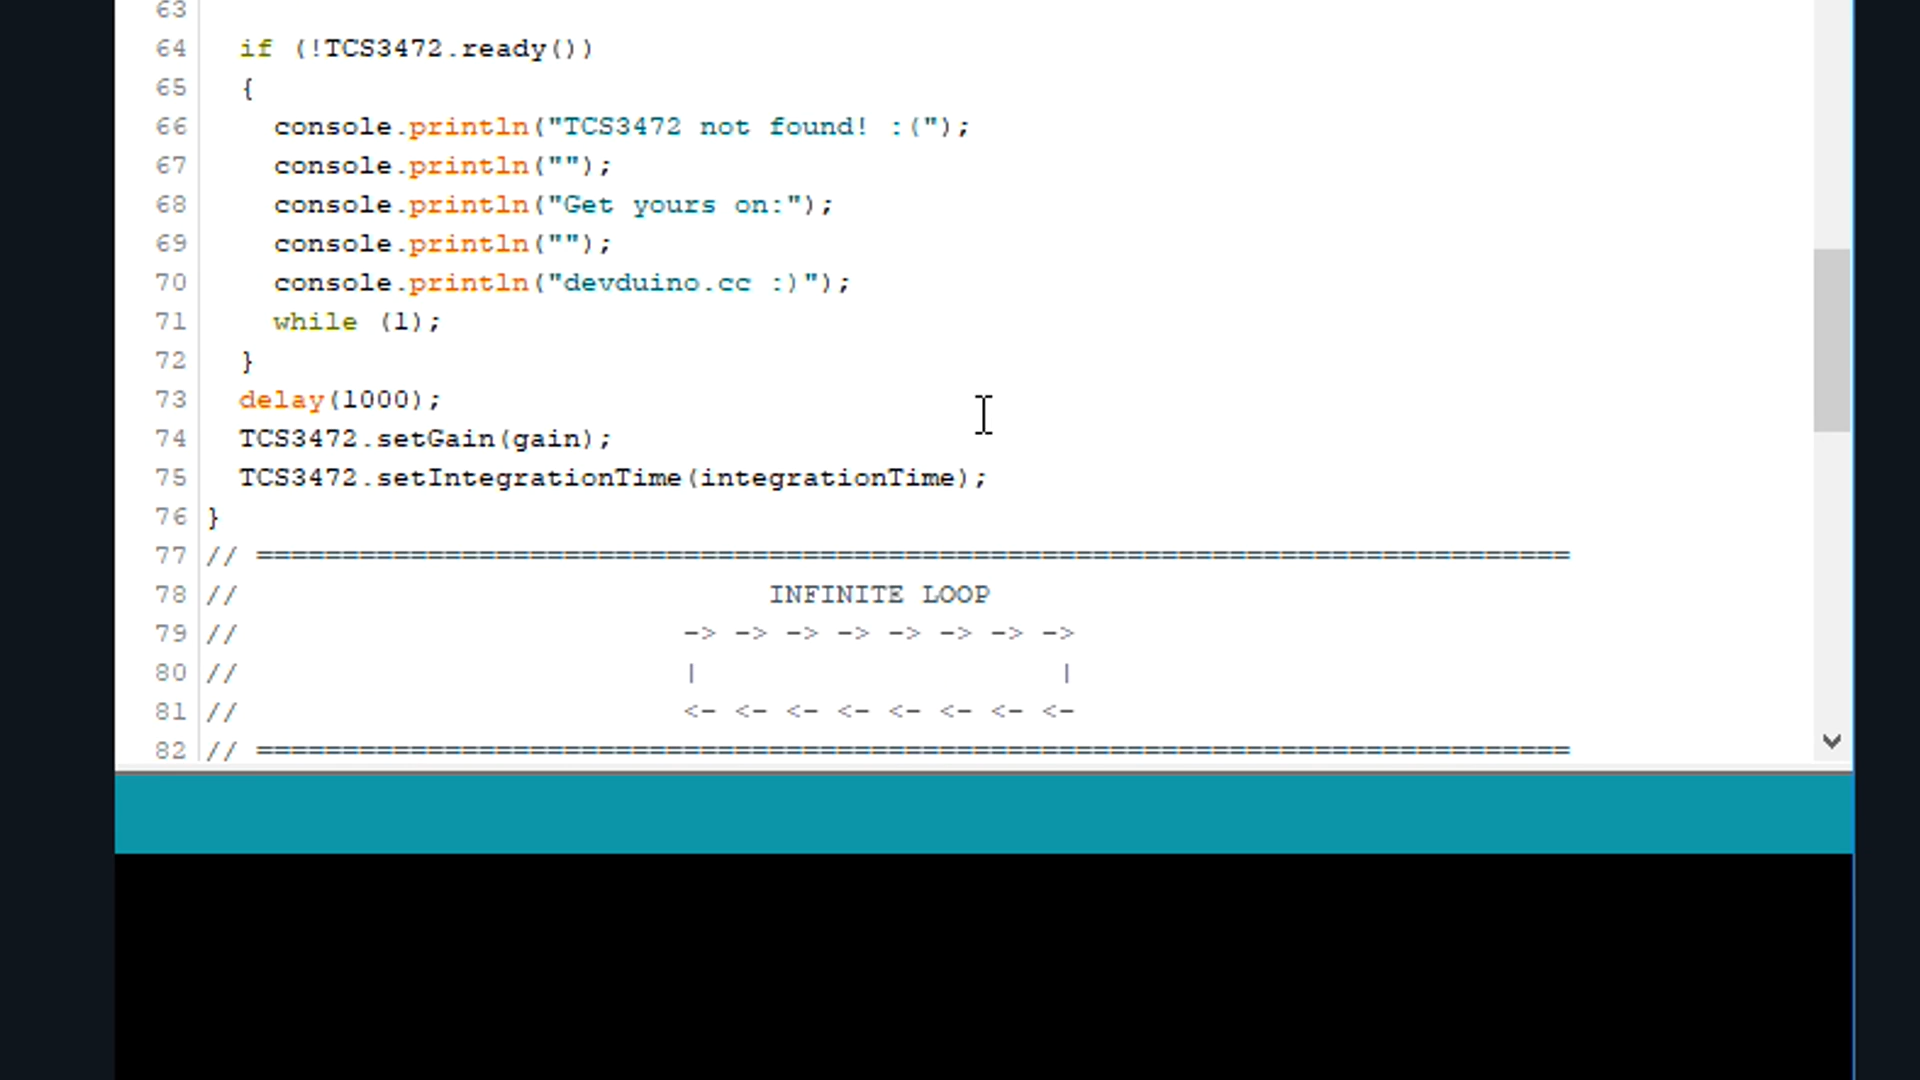 63
64 if (!TCS3472.ready())
65 {
66 console.println("TCS3472 not found! :(");
67 console.println("");
68 console.println("Get yours on:");
69 console.println("");
70 console.println("devduino.cc :)");
71 while (1);
72 }
73 delay(1000);
74 TCS3472.setGain(gain);
75 TCS3472.setIntegrationTime(integrationTime);
76 }
77 // =============================================================================
78 // INFINITE LOOP
79 // -> -> -> -> -> -> -> ->
80 // | |
81 // <- <- <- <- <- <- <- <-
82 // =============================================================================